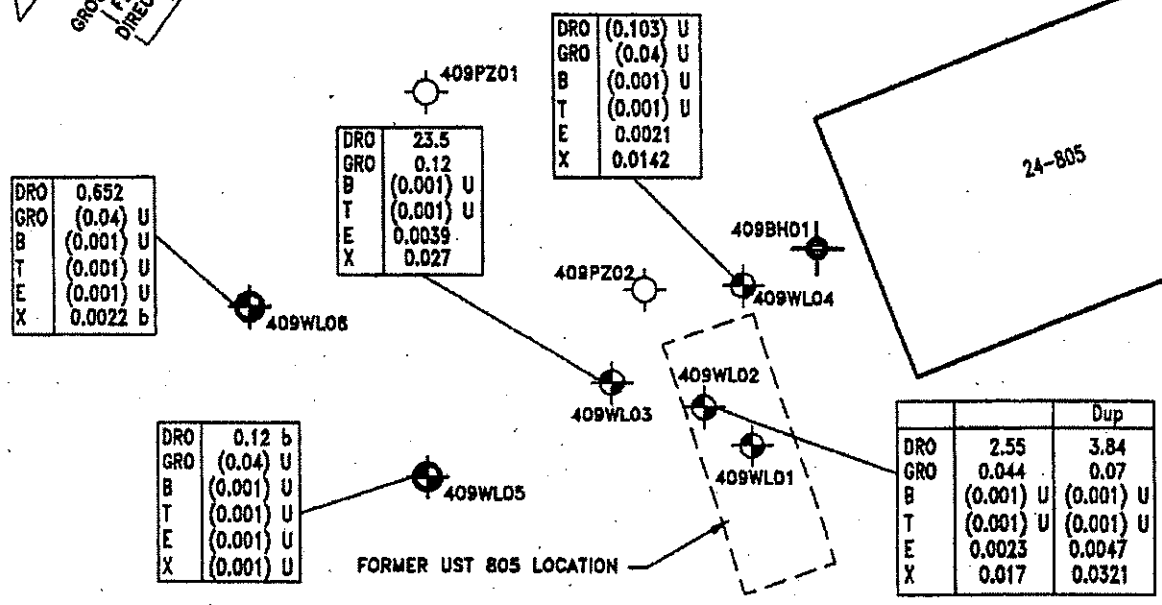 DIREC
409PZ01
DRO (0.103) U
GRO (0.04) U
B (0.001) U
T (0.001) U
E 0.0021
X 0.0142
24-805
DRO 23.5
GRO 0.12
B (0.001) U
T (0.001) U
E 0.0039
X 0.027
DRO 0.652
GRO (0.04) U
B (0.001) U
T (0.001) U
E (0.001) U
X 0.0022 b
409BH01
409PZ02
409WL04
409WL06
409WL02
409WL03
409WL01
Dup
DRO 2.55 3.84
GRO 0.044 0.07
B (0.001) U (0.001) U
T (0.001) U (0.001) U
E 0.0023 0.0047
X 0.017 0.0321
DRO 0.12 b
GRO (0.04) U
B (0.001) U
T (0.001) U
E (0.001) U
X (0.001) U
409WL05
FORMER UST 805 LOCATION